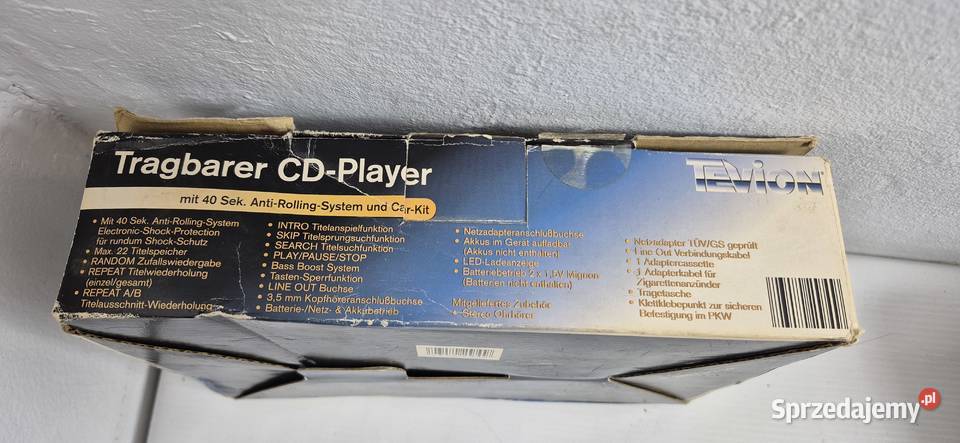 Tragbarer CD-Player
mit 40 Sek. Anti-Rolling-System und Car-Kit
TEVION
• Mit 40 Sek. Anti-Rolling-System
Electronic-Shock-Protection
für rundum Shock-Schutz
• Max. 22 Titelspeicher
• RANDOM Zufallswiedergabe
• REPEAT Titelwiederholung
(einzel/gesamt)
• REPEAT A/B
Titelausschnitt-Wiederholung
• INTRO Titelanspielfunktion
• SKIP Titelsprungsuchfunktion
• SEARCH Titelsuchfunktion
• PLAY/PAUSE/STOP
• Bass Boost System
• Tasten-Sperrfunktion
• LINE OUT Buchse
• 3,5 mm Kopfhöreranschlußbuchse
• Batterie-/Netz- & Akkubetrieb
• Netzadapteranschlußbuchse
• Akkus im Gerät aufladbar
(Akkus nicht enthalten)
• LED-Ladeanzeige
• Batteriebetrieb 2 x 1,5V Mignon
(Batterien nicht enthalten)
Mitgeliefertes Zubehör
• Stereo Ohrhörer
• Netzadapter TÜV/GS geprüft
• Line Out Verbindungskabel
• 1 Adaptercassette
• 1 Adapterkabel für
Zigarettenanzünder
• Tragetasche
• Klettklebepunkt zur sicheren
Befestigung im PKW
Sprzedajemy.pl